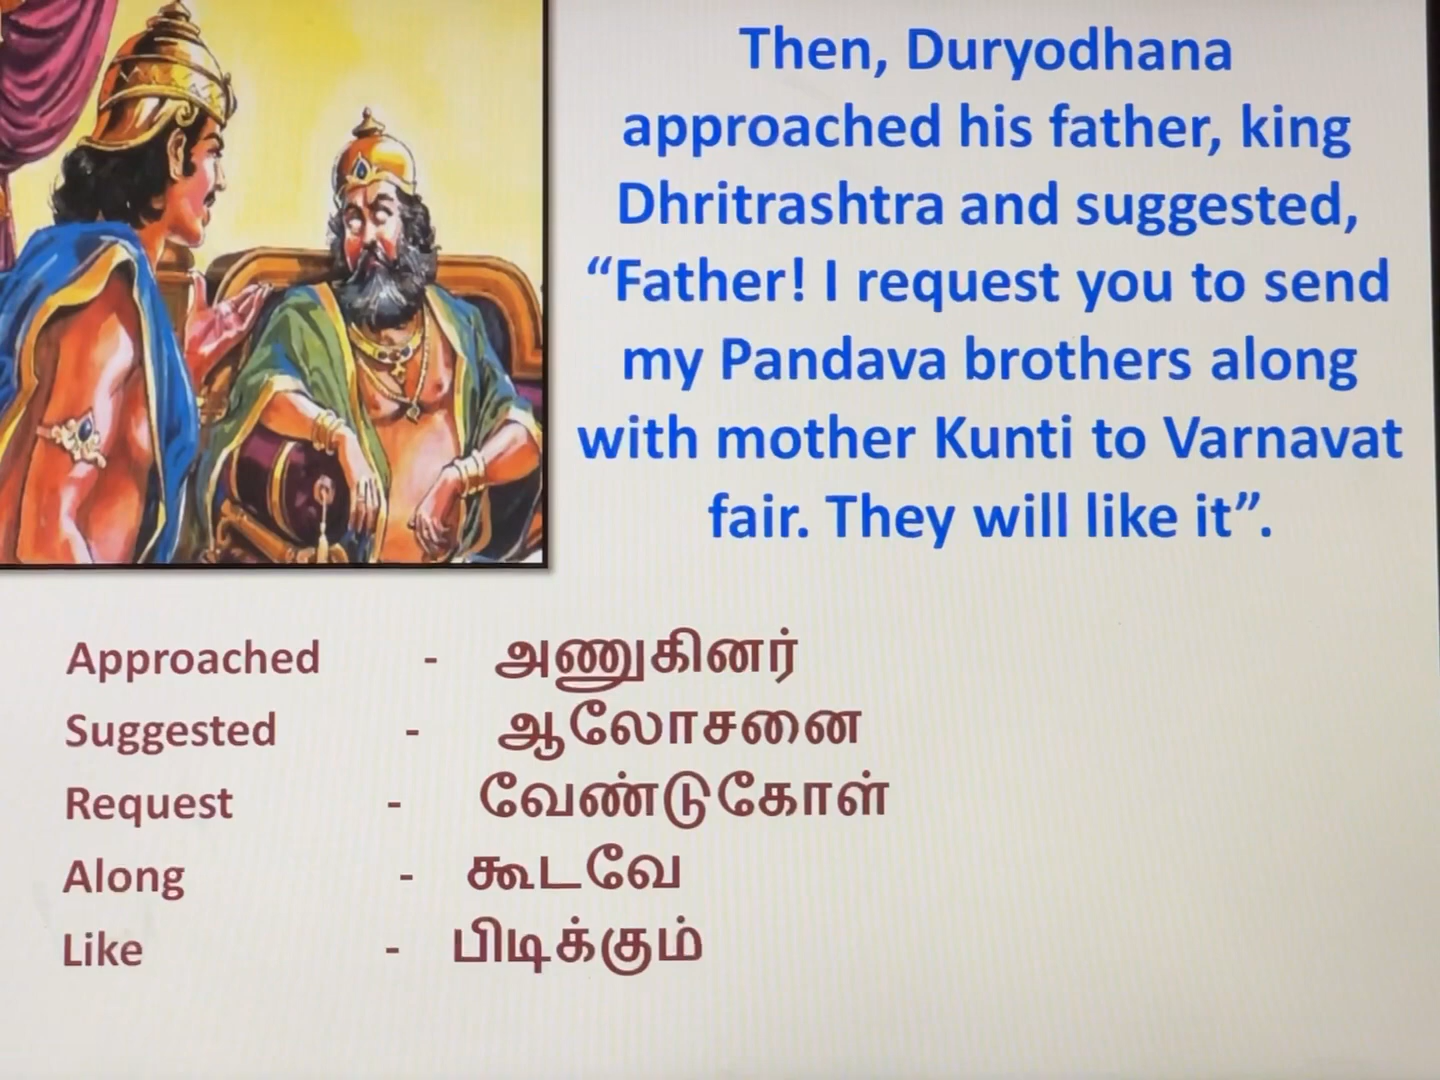 Then, Duryodhana
approached his father, king
Dhritrashtra and suggested,
“Father! I request you to send
my Pandava brothers along
with mother Kunti to Varnavat
fair. They will like it”.
Approached - அணுகினர்
Suggested - ஆலோசனை
Request - வேண்டுகோள்
Along - கூடவே
Like - பிடிக்கும்